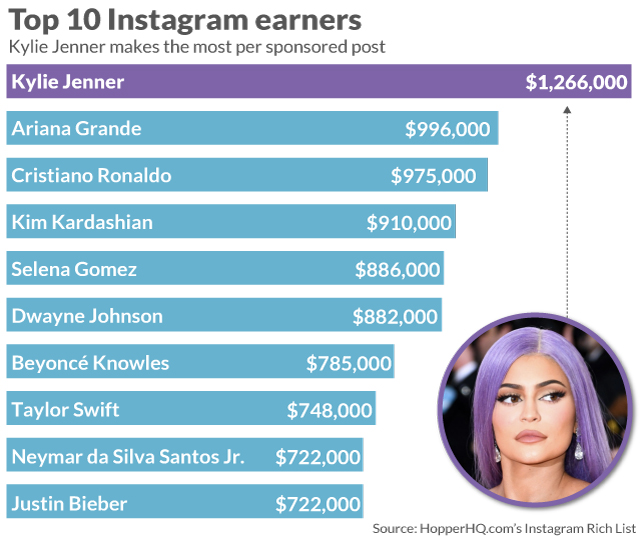 Top 10 Instagram earners
Kylie Jenner makes the most per sponsored post
Kylie Jenner $1,266,000
Ariana Grande $996,000
Cristiano Ronaldo $975,000
Kim Kardashian $910,000
Selena Gomez $886,000
Dwayne Johnson $882,000
Beyoncé Knowles $785,000
Taylor Swift $748,000
Neymar da Silva Santos Jr. $722,000
Justin Bieber $722,000
Source: HopperHQ.com's Instagram Rich List